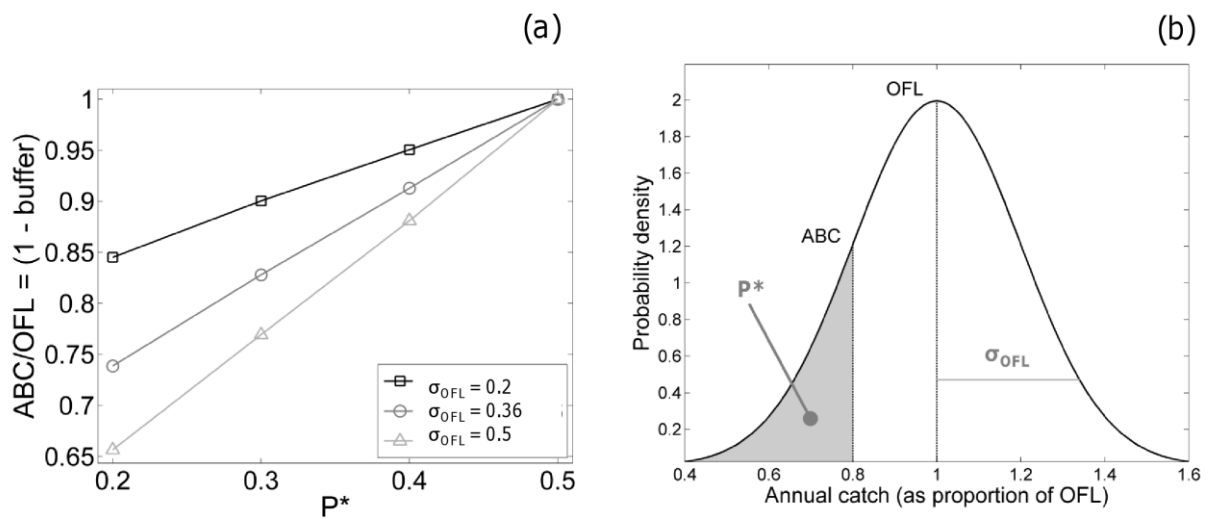 (a)
ABC/OFL = (1 - buffer)
1
0.95
0.9
0.85
0.8
0.75
0.7
0.65
0.2
0.3
0.4
0.5
P*
σOFL = 0.2
σOFL = 0.36
σOFL = 0.5
(b)
Probability density
2
1.8
1.6
1.4
1.2
1
0.8
0.6
0.4
0.2
OFL
ABC
P*
σOFL
0.4
0.6
0.8
1
1.2
1.4
1.6
Annual catch (as proportion of OFL)